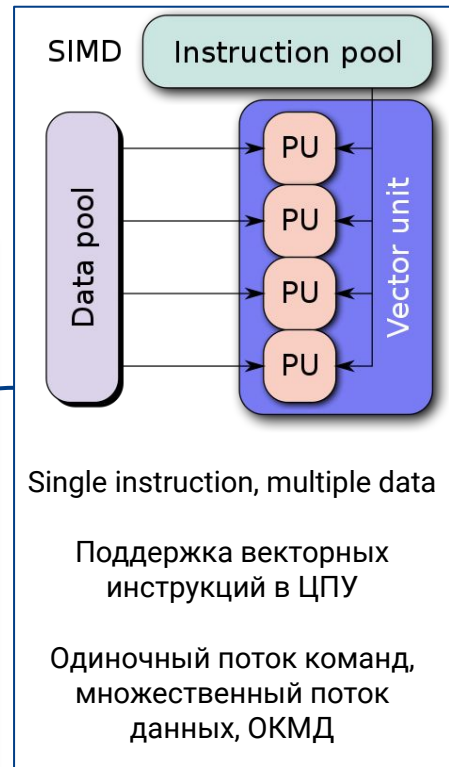 SIMD
Instruction pool
Data pool
PU
PU
PU
PU
Vector unit
Single instruction, multiple data
Поддержка векторных
инструкций в ЦПУ
Одиночный поток команд,
множественный поток
данных, ОКМД